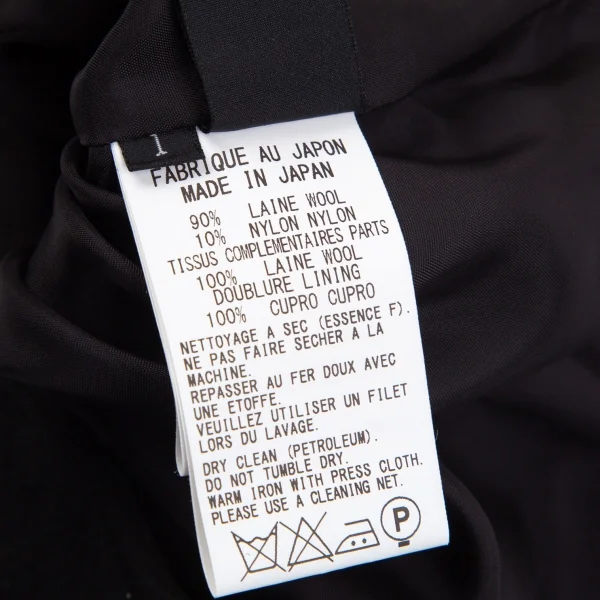 1
FABRIQUE AU JAPON
MADE IN JAPAN
90% LAINE WOOL
10% NYLON NYLON
TISSUS COMPLEMENTAIRES PARTS
100% LAINE WOOL
DOUBLURE LINING
100% CUPRO CUPRO
NETTOYAGE A SEC (ESSENCE F).
NE PAS FAIRE SECHER A LA
MACHINE.
REPASSER AU FER DOUX AVEC
UNE ETOFFE.
VEUILLEZ UTILISER UN FILET
LORS DU LAVAGE.
DRY CLEAN (PETROLEUM).
DO NOT TUMBLE DRY.
WARM IRON WITH PRESS CLOTH.
PLEASE USE A CLEANING NET.
P